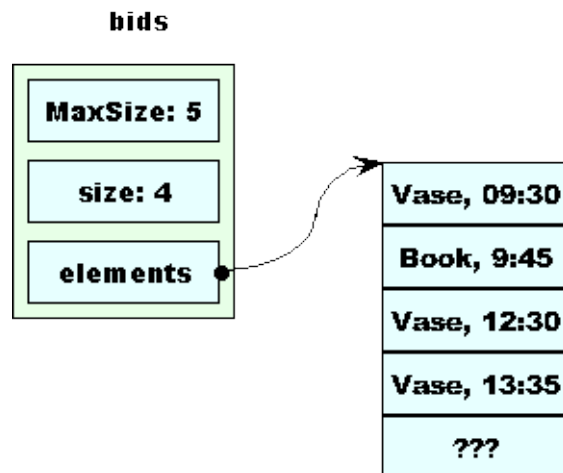 bids
MaxSize: 5
size: 4
elements
Vase, 09:30
Book, 9:45
Vase, 12:30
Vase, 13:35
???